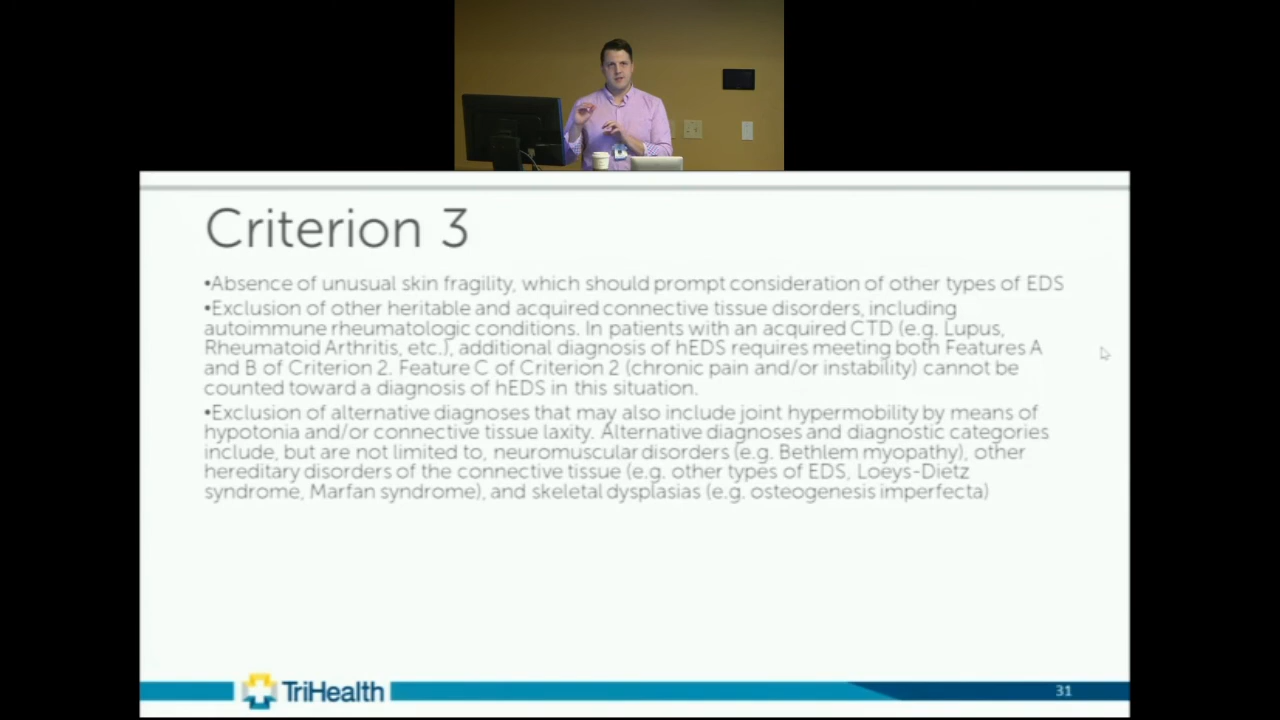 Criterion 3
•Absence of unusual skin fragility, which should prompt consideration of other types of EDS
•Exclusion of other heritable and acquired connective tissue disorders, including
autoimmune rheumatologic conditions. In patients with an acquired CTD (e.g. Lupus,
Rheumatoid Arthritis, etc.), additional diagnosis of hEDS requires meeting both Features A
and B of Criterion 2. Feature C of Criterion 2 (chronic pain and/or instability) cannot be
counted toward a diagnosis of hEDS in this situation.
•Exclusion of alternative diagnoses that may also include joint hypermobility by means of
hypotonia and/or connective tissue laxity. Alternative diagnoses and diagnostic categories
include, but are not limited to, neuromuscular disorders (e.g. Bethlem myopathy), other
hereditary disorders of the connective tissue (e.g. other types of EDS, Loeys-Dietz
syndrome, Marfan syndrome), and skeletal dysplasias (e.g. osteogenesis imperfecta)
TriHealth
31